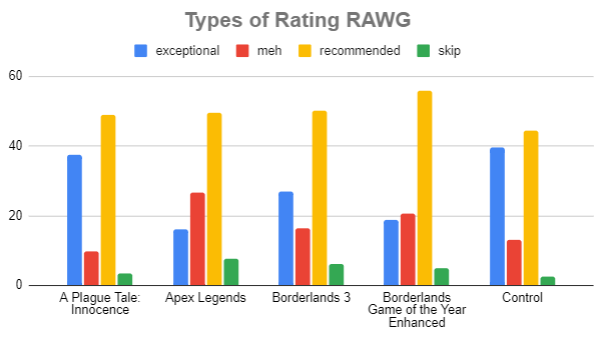 Types of Rating RAWG
exceptional meh recommended skip
60
40
20
0
A Plague Tale:
Innocence
Apex Legends
Borderlands 3
Borderlands
Game of the Year
Enhanced
Control